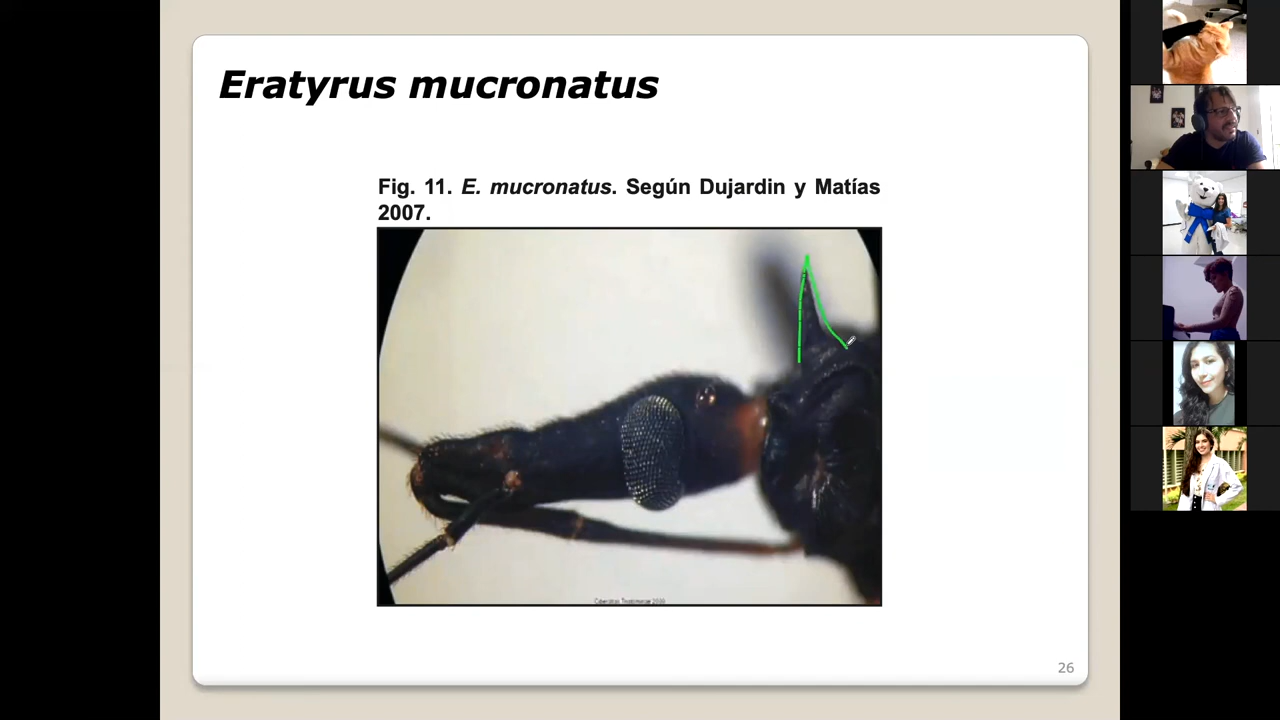 Eratyrus mucronatus
Fig. 11. E. mucronatus. Según Dujardin y Matías
2007.
26